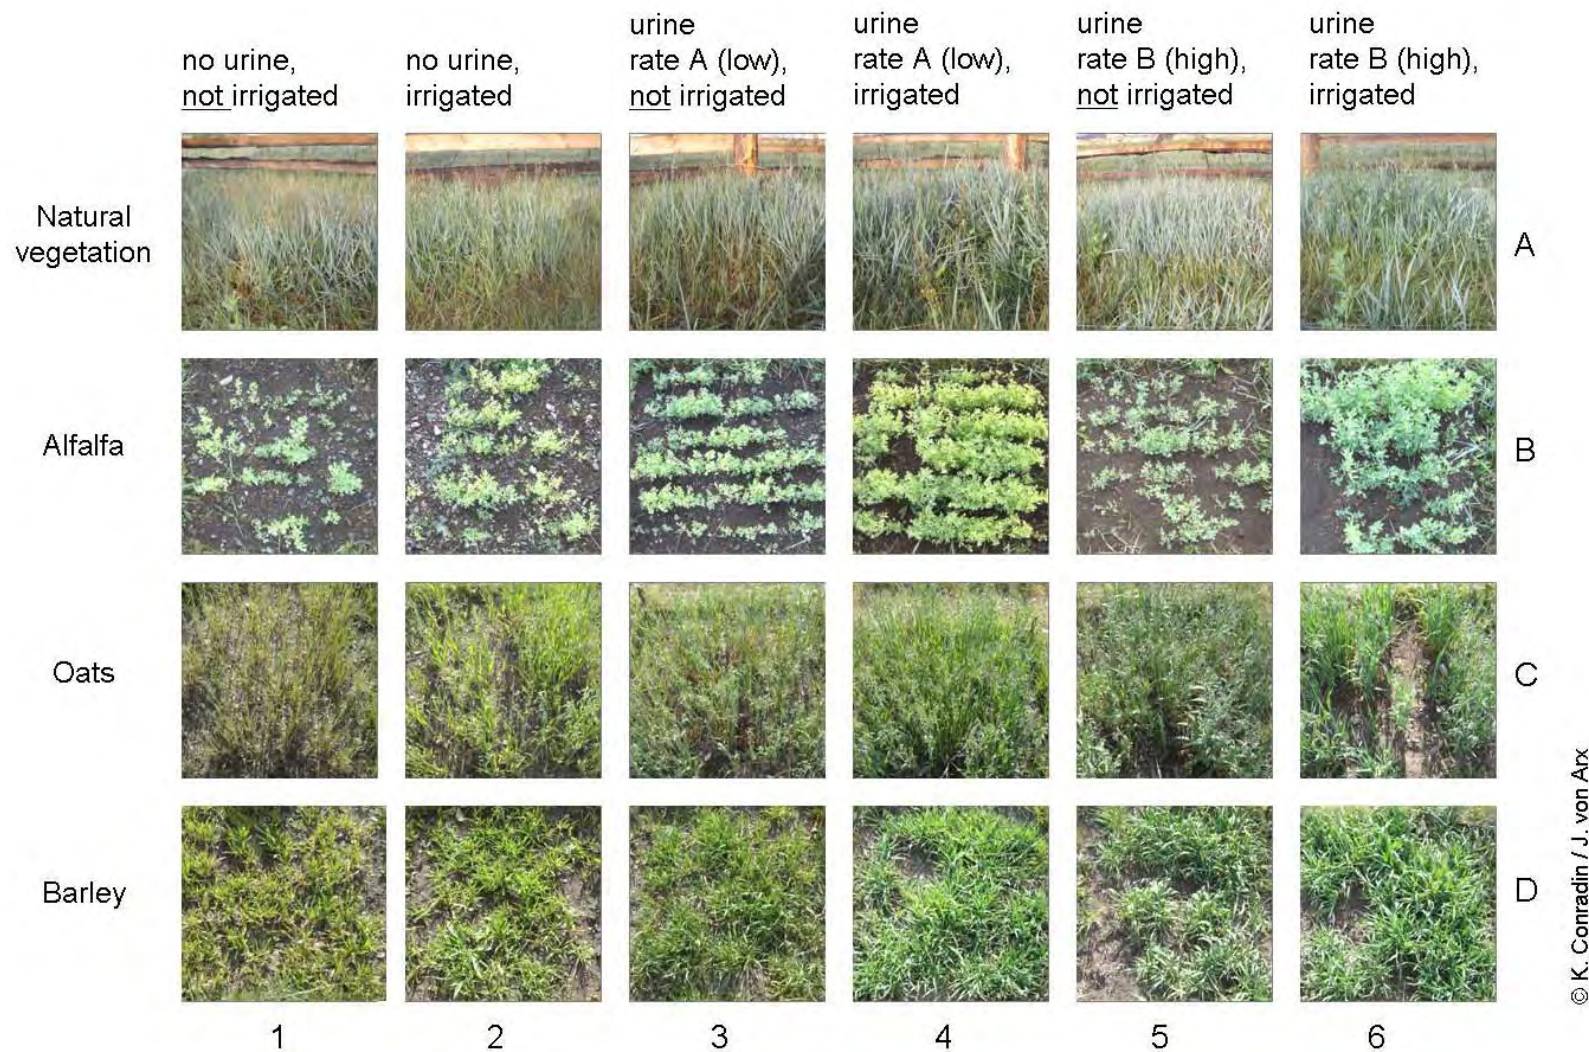 no urine,
not irrigated
no urine,
irrigated
urine
rate A (low),
not irrigated
urine
rate A (low),
irrigated
urine
rate B (high),
not irrigated
urine
rate B (high),
irrigated
Natural
vegetation
A
Alfalfa
B
Oats
C
Barley
D
1
2
3
4
5
6
© K. Conradin / J. von Arx